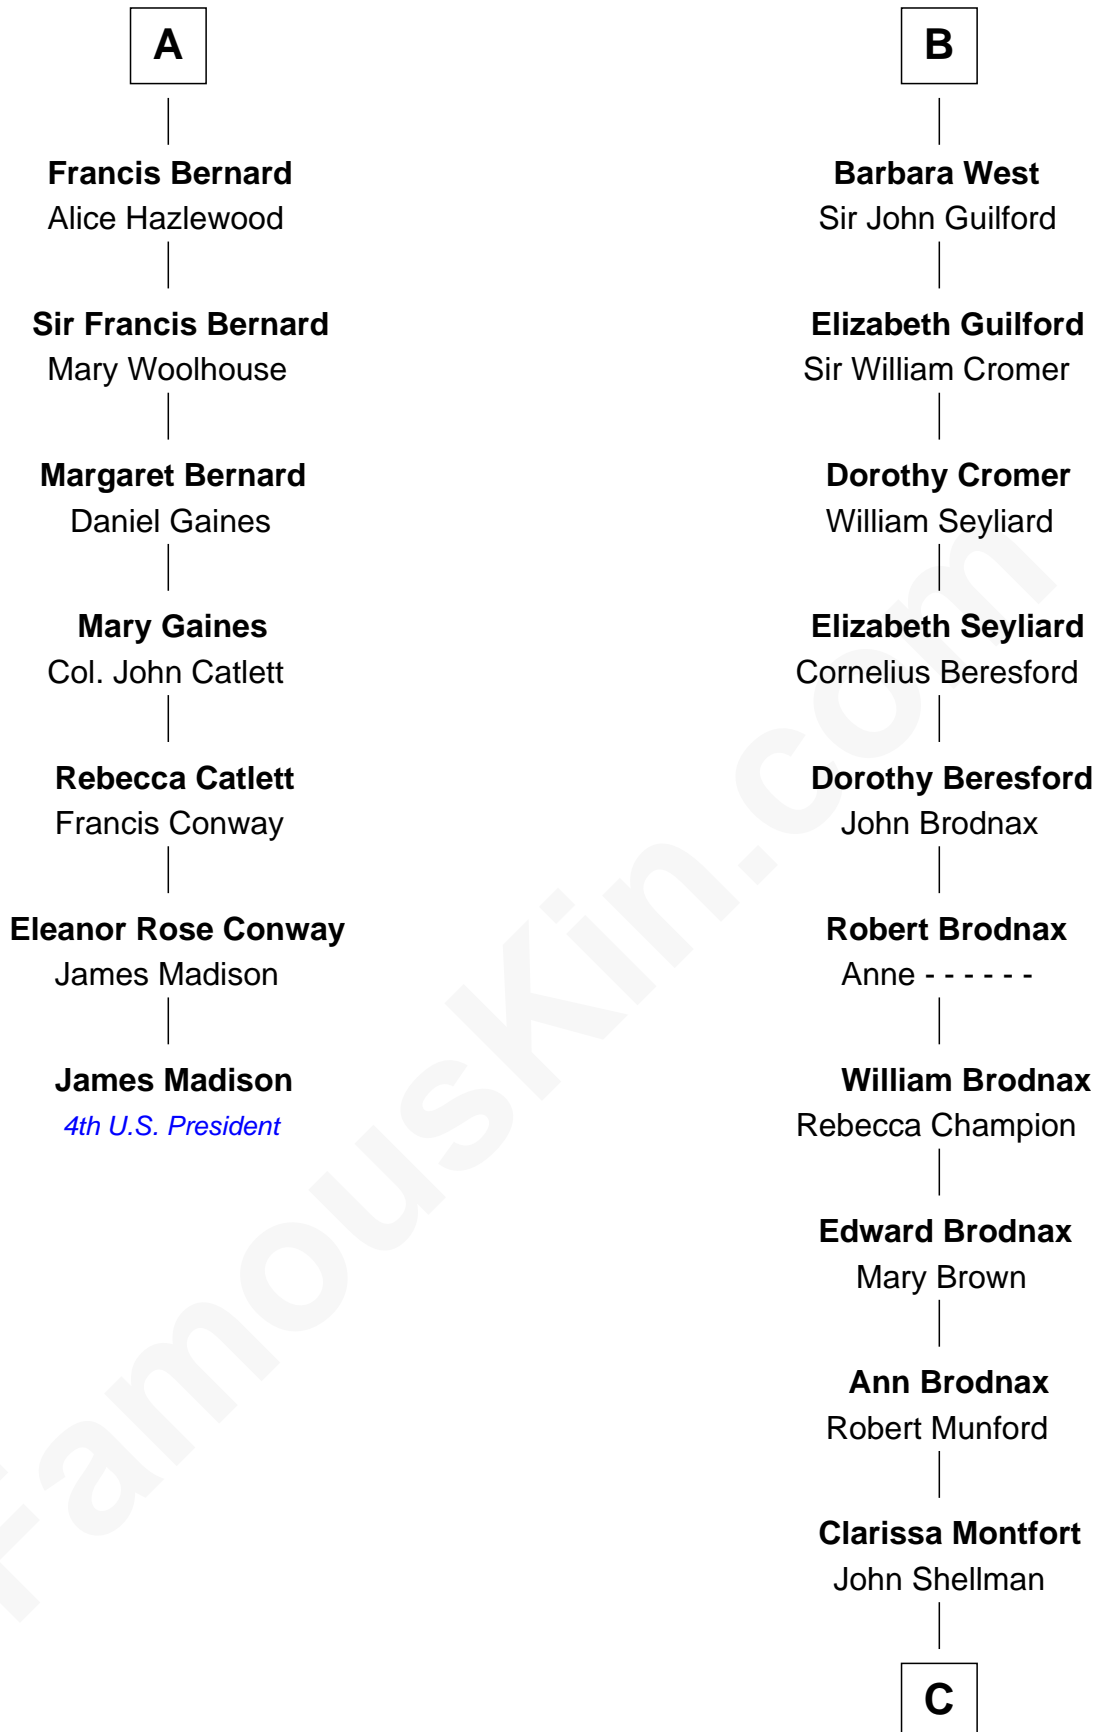 A
Francis Bernard
Alice Hazlewood
Sir Francis Bernard
Mary Woolhouse
Margaret Bernard
Daniel Gaines
Mary Gaines
Col. John Catlett
Rebecca Catlett
Francis Conway
Eleanor Rose Conway
James Madison
James Madison
4th U.S. President
B
Barbara West
Sir John Guilford
Elizabeth Guilford
Sir William Cromer
Dorothy Cromer
William Seyliard
Elizabeth Seyliard
Cornelius Beresford
Dorothy Beresford
John Brodnax
Robert Brodnax
Anne - - - - - -
William Brodnax
Rebecca Champion
Edward Brodnax
Mary Brown
Ann Brodnax
Robert Munford
Clarissa Montfort
John Shellman
C
FamousKin.com